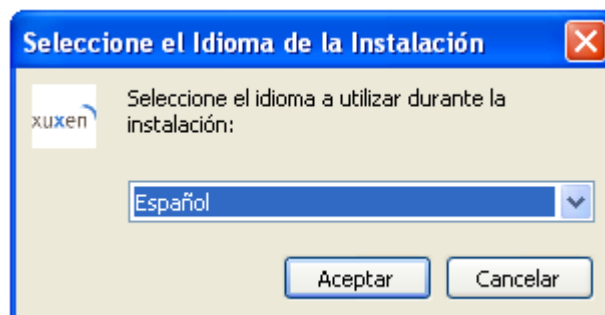 Seleccione el Idioma de la Instalación
xuxen
Seleccione el idioma a utilizar durante la
instalación:
Español
Aceptar
Cancelar